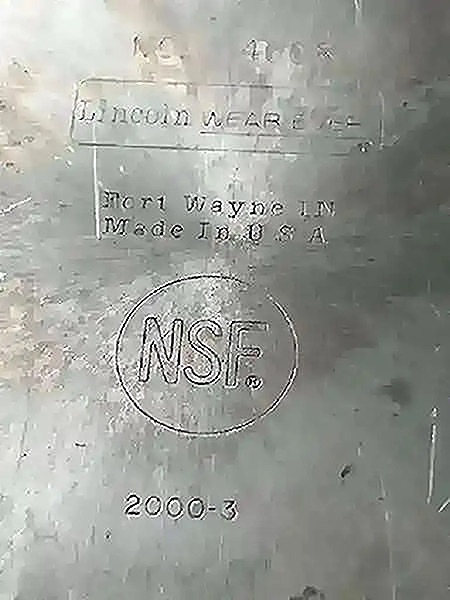 Lincoln WEAR EVER
Fort Wayne IN
Made In U S A
NSF®
2000-3